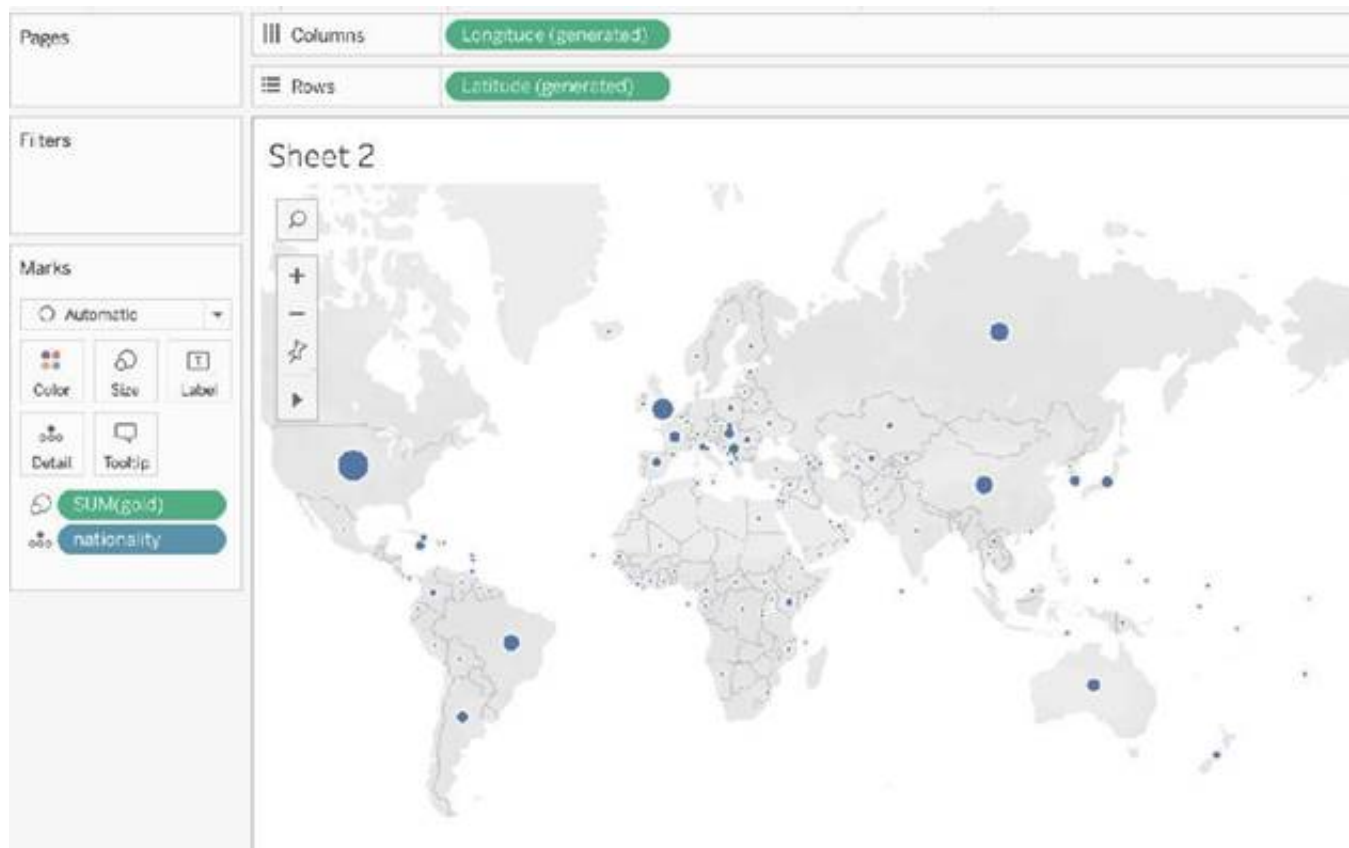 Pages
Columns
Longituce (generated)
Rows
Latitude (generated)
Filters
Sheet 2
Marks
Automatic
Color
Size
Label
Detail
Tooltip
SUM(gold)
nationality